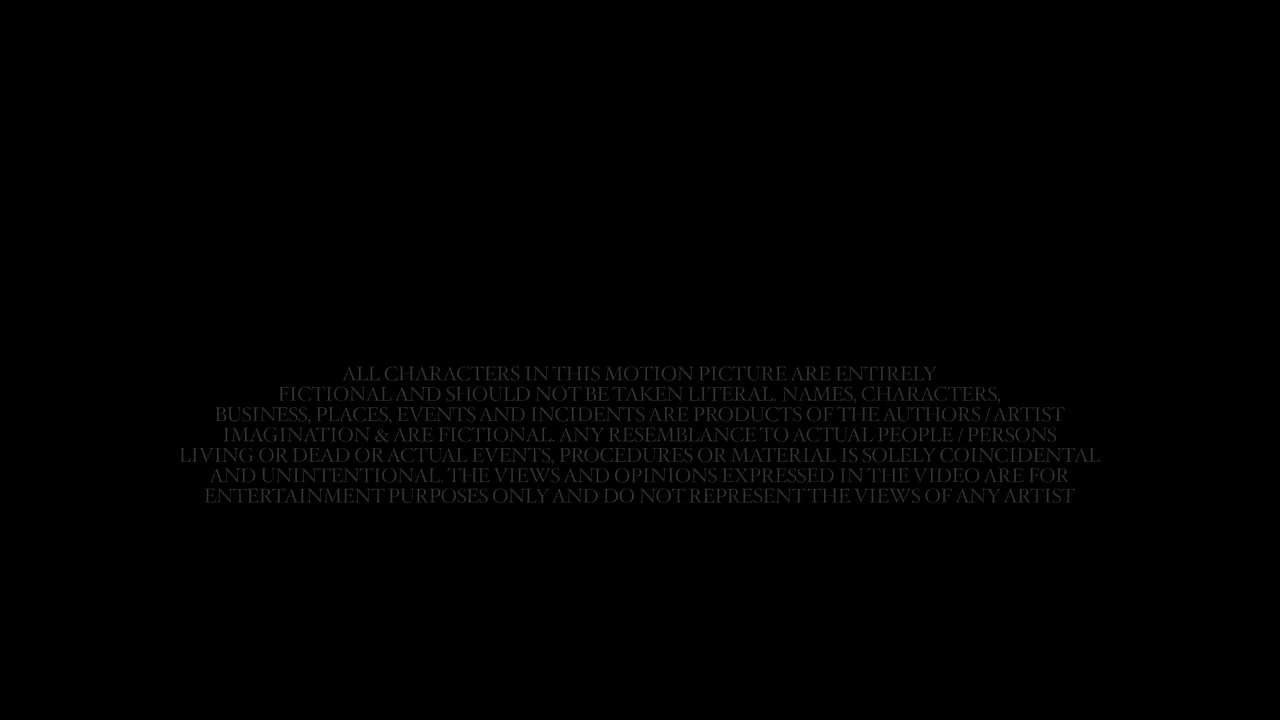 ALL CHARACTERS IN THIS MOTION PICTURE ARE ENTIRELY
FICTIONAL AND SHOULD NOT BE TAKEN LITERAL. NAMES, CHARACTERS,
BUSINESS, PLACES, EVENTS AND INCIDENTS ARE PRODUCTS OF THE AUTHORS / ARTIST
IMAGINATION & ARE FICTIONAL. ANY RESEMBLANCE TO ACTUAL PEOPLE / PERSONS
LIVING OR DEAD OR ACTUAL EVENTS, PROCEDURES OR MATERIAL IS SOLELY COINCIDENTAL
AND UNINTENTIONAL. THE VIEWS AND OPINIONS EXPRESSED IN THE VIDEO ARE FOR
ENTERTAINMENT PURPOSES ONLY AND DO NOT REPRESENT THE VIEWS OF ANY ARTIST